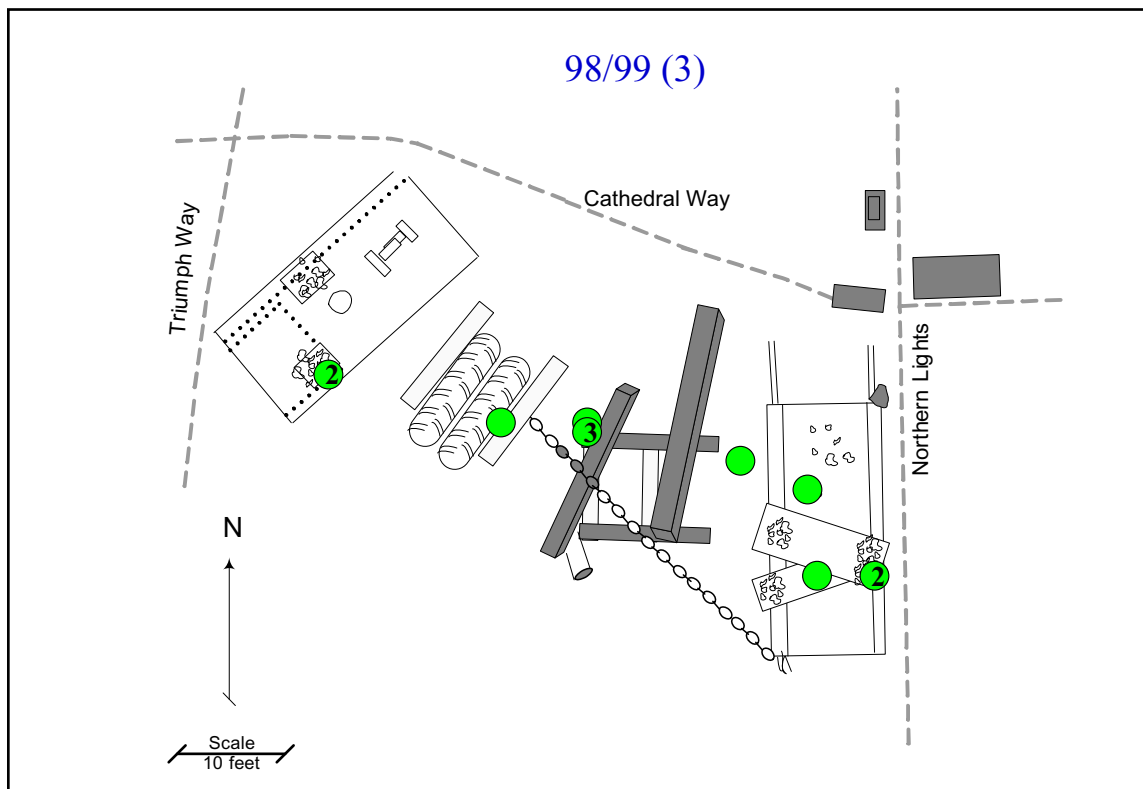 98/99 (3)
Cathedral Way
Triumph Way
Northern Lights
2
3
2
N
Scale
10 feet